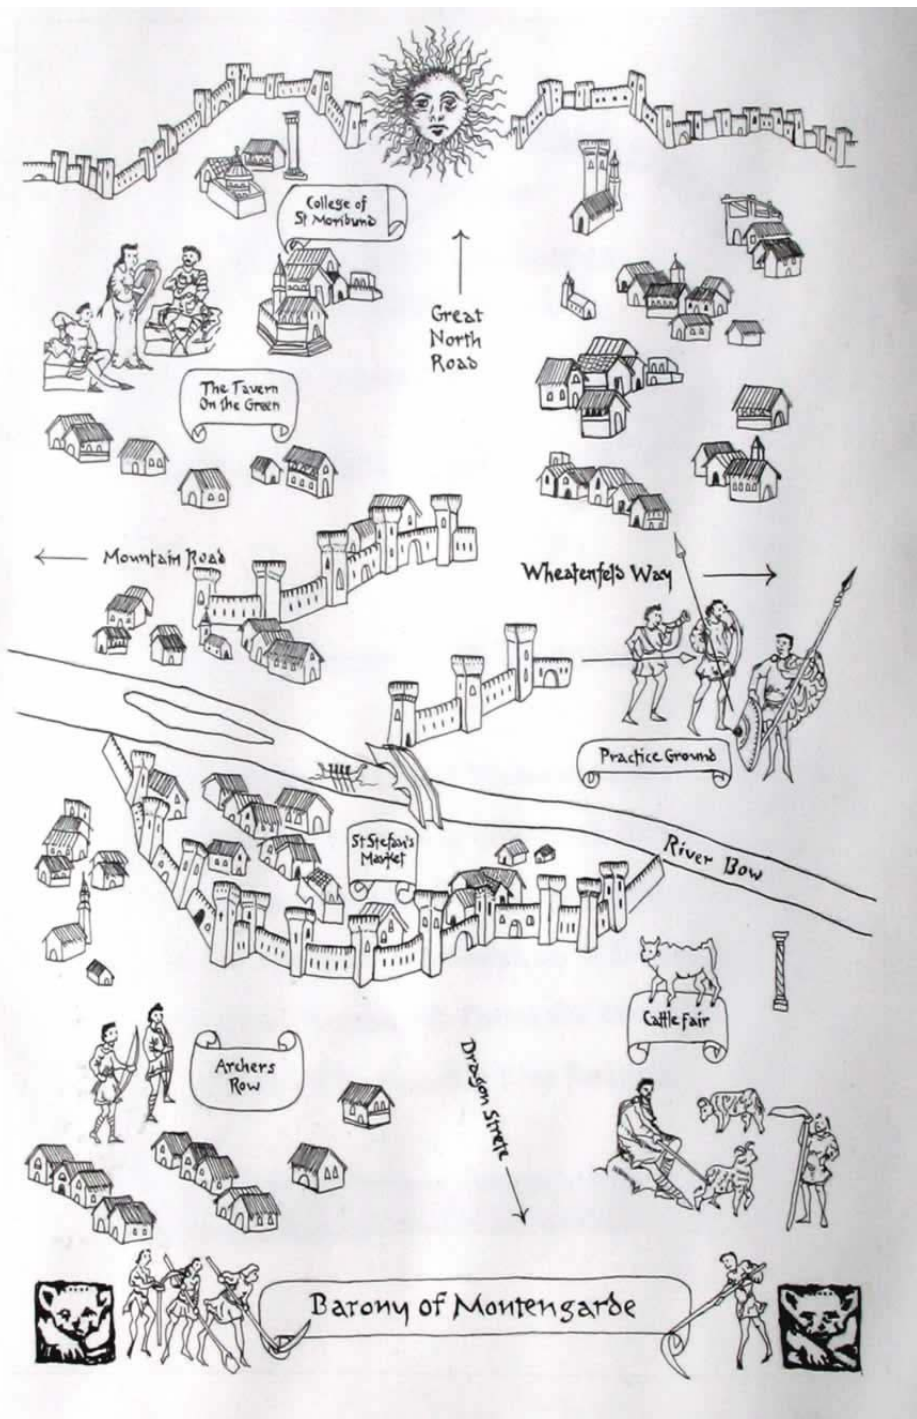 College of
St Moribund
Great
North
Road
The Tavern
On the Green
Mountain Road
Wheatenfeld Way
Practice Ground
St Stefan's
Market
River Bow
Cattle Fair
Archers
Row
Dragon Strete
Barony of Montengarde